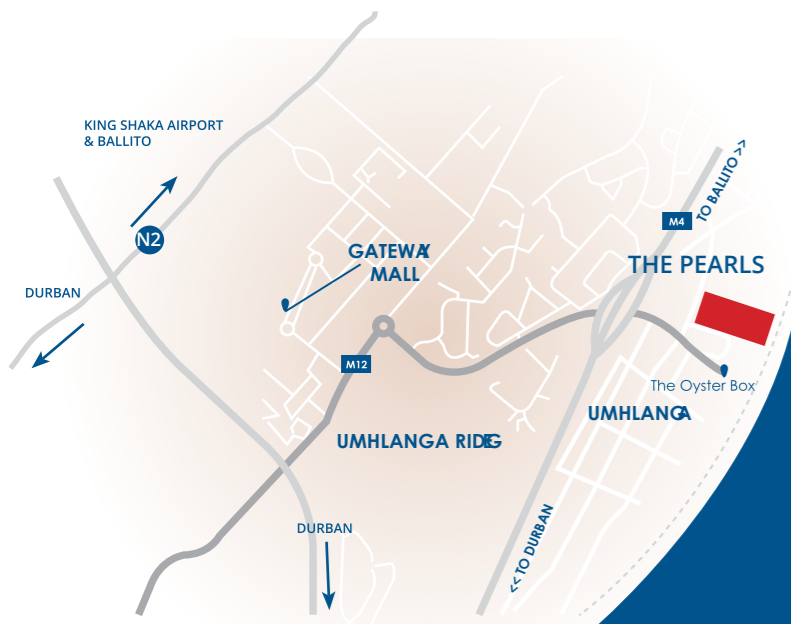 KING SHAKA AIRPORT
& BALLITO
N2
DURBAN
TO BALLITO >>
M4
GATEWAY
MALL
THE PEARLS
M12
The Oyster Box
UMHLANGA
UMHLANGA RIDGE
DURBAN
<< TO DURBAN